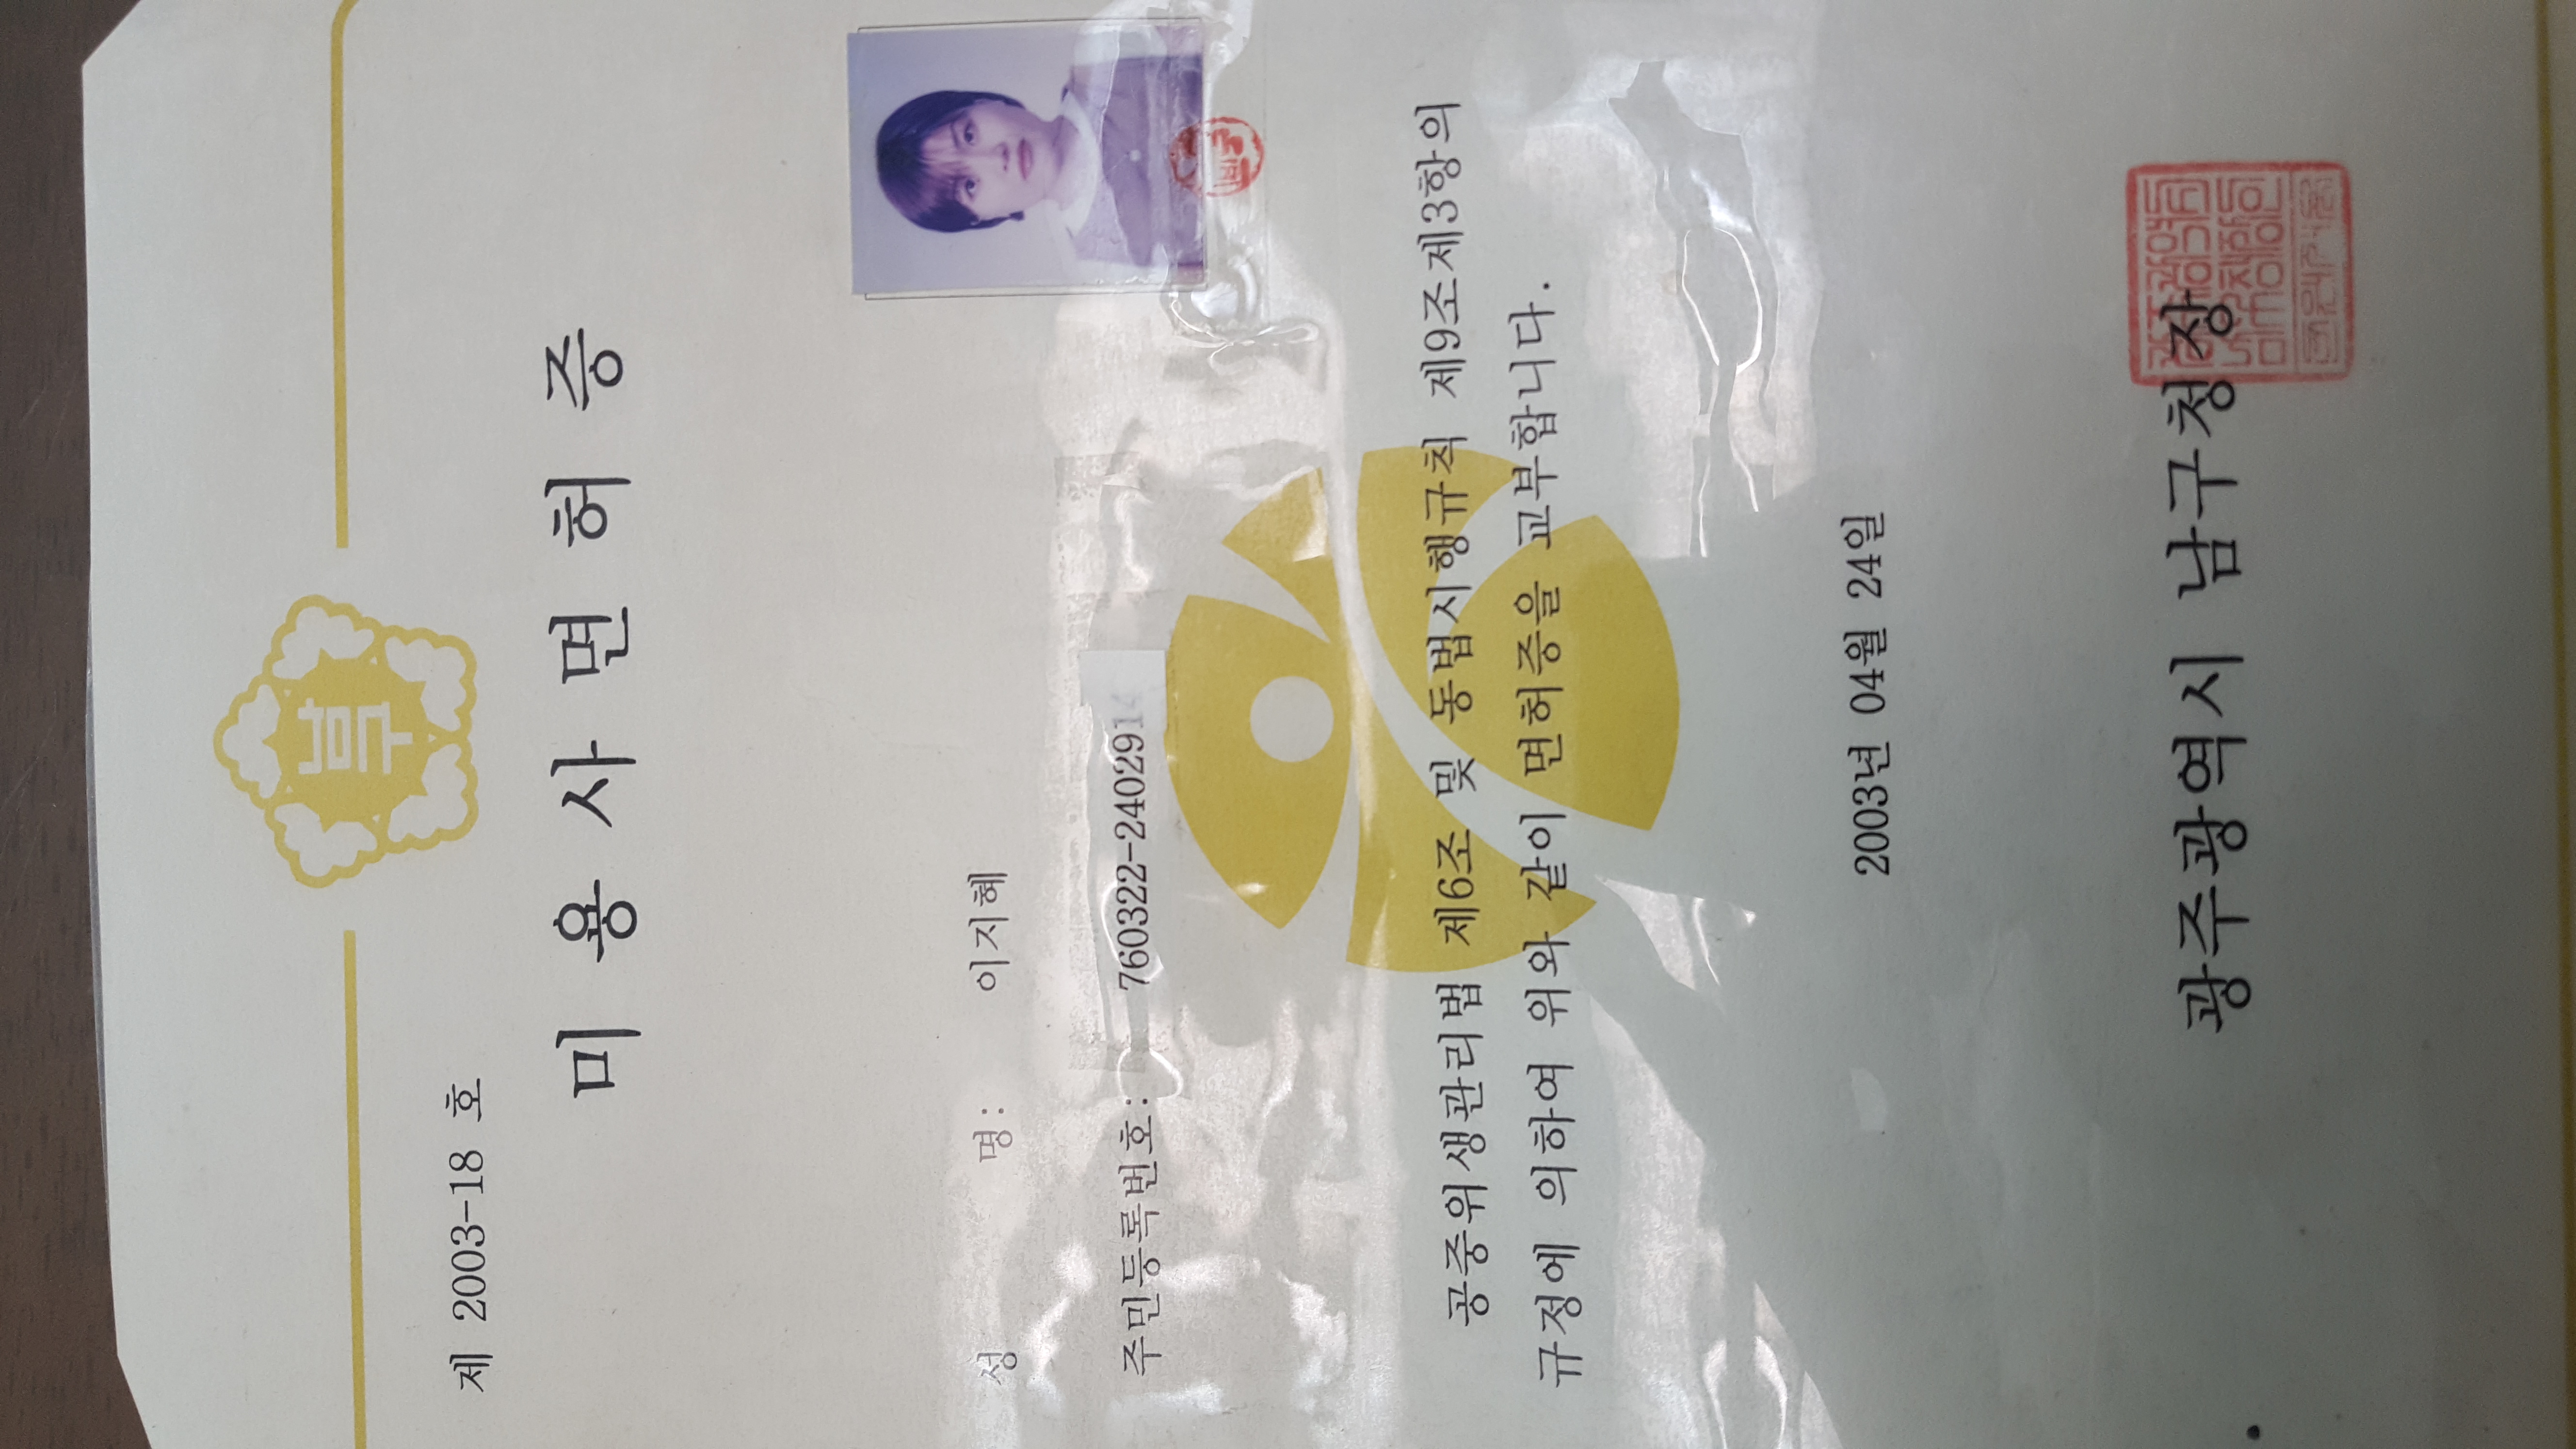 제 2003-18 호
미 용 사 면 허 증
성 명: 이지혜
주민등록번호: 760322-2402914
공중위생관리법 제6조 및 동법시행규칙 제9조제3항의
규정에 의하여 위와 같이 면허증을 교부합니다.
2003년 04월 24일
광주광역시 남구청장